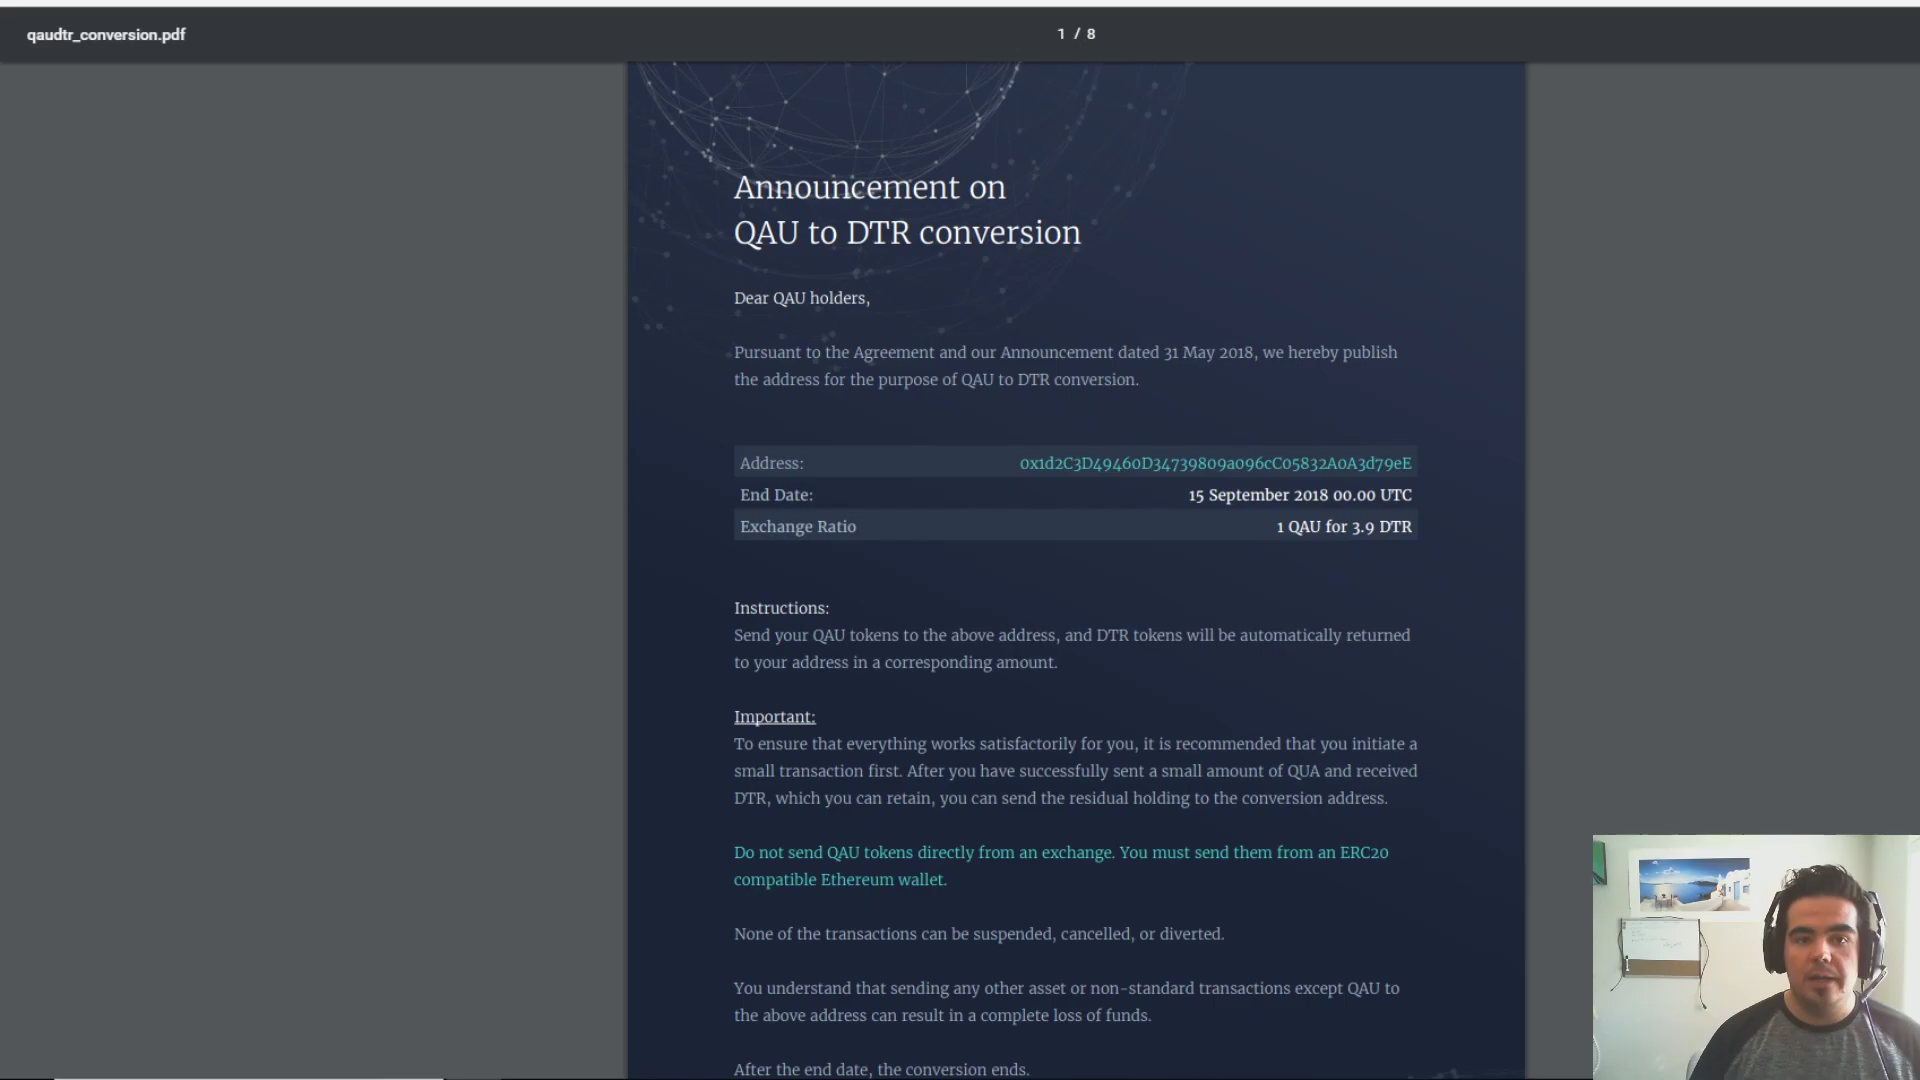 qaudtr_conversion.pdf
1 / 8
Announcement on
QAU to DTR conversion
Dear QAU holders,
Pursuant to the Agreement and our Announcement dated 31 May 2018, we hereby publish
the address for the purpose of QAU to DTR conversion.
Address: 0x1d2C3D49460D34739809a096cC05832A0A3d79eE
End Date: 15 September 2018 00.00 UTC
Exchange Ratio 1 QAU for 3.9 DTR
Instructions:
Send your QAU tokens to the above address, and DTR tokens will be automatically returned
to your address in a corresponding amount.
Important:
To ensure that everything works satisfactorily for you, it is recommended that you initiate a
small transaction first. After you have successfully sent a small amount of QUA and received
DTR, which you can retain, you can send the residual holding to the conversion address.
Do not send QAU tokens directly from an exchange. You must send them from an ERC20
compatible Ethereum wallet.
None of the transactions can be suspended, cancelled, or diverted.
You understand that sending any other asset or non-standard transactions except QAU to
the above address can result in a complete loss of funds.
After the end date, the conversion ends.